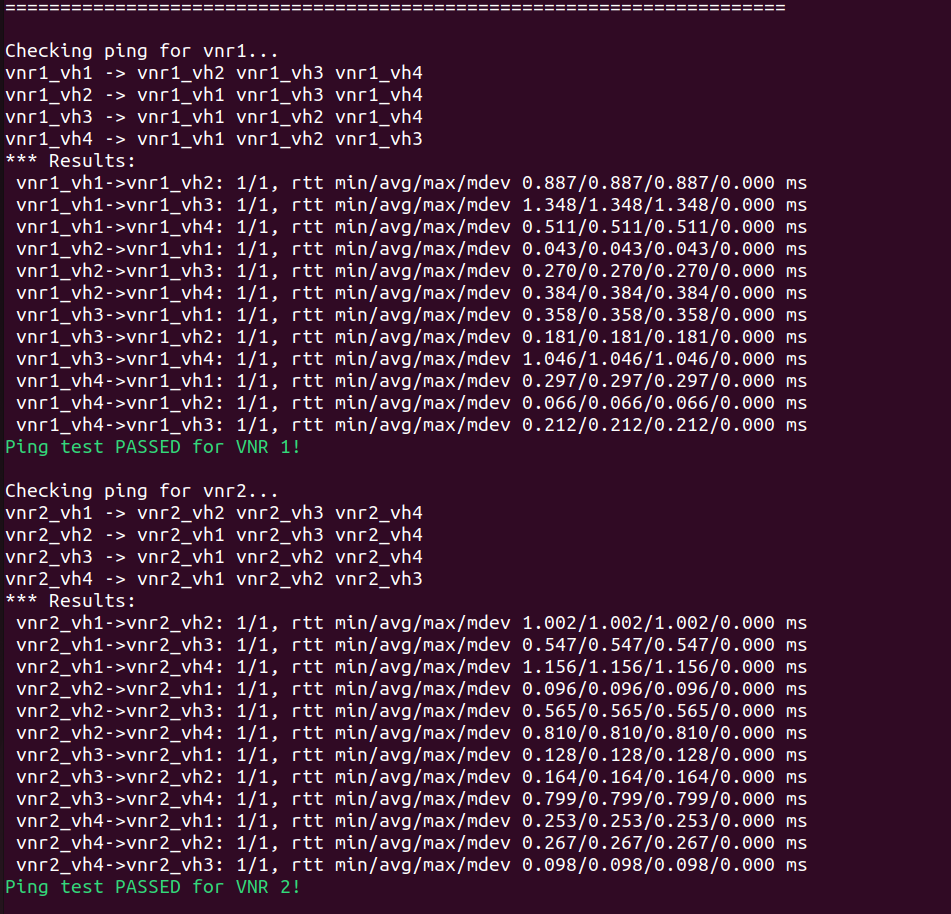 =======================================================================
Checking ping for vnr1...
vnr1_vh1 -> vnr1_vh2 vnr1_vh3 vnr1_vh4
vnr1_vh2 -> vnr1_vh1 vnr1_vh3 vnr1_vh4
vnr1_vh3 -> vnr1_vh1 vnr1_vh2 vnr1_vh4
vnr1_vh4 -> vnr1_vh1 vnr1_vh2 vnr1_vh3
*** Results:
 vnr1_vh1->vnr1_vh2: 1/1, rtt min/avg/max/mdev 0.887/0.887/0.887/0.000 ms
 vnr1_vh1->vnr1_vh3: 1/1, rtt min/avg/max/mdev 1.348/1.348/1.348/0.000 ms
 vnr1_vh1->vnr1_vh4: 1/1, rtt min/avg/max/mdev 0.511/0.511/0.511/0.000 ms
 vnr1_vh2->vnr1_vh1: 1/1, rtt min/avg/max/mdev 0.043/0.043/0.043/0.000 ms
 vnr1_vh2->vnr1_vh3: 1/1, rtt min/avg/max/mdev 0.270/0.270/0.270/0.000 ms
 vnr1_vh2->vnr1_vh4: 1/1, rtt min/avg/max/mdev 0.384/0.384/0.384/0.000 ms
 vnr1_vh3->vnr1_vh1: 1/1, rtt min/avg/max/mdev 0.358/0.358/0.358/0.000 ms
 vnr1_vh3->vnr1_vh2: 1/1, rtt min/avg/max/mdev 0.181/0.181/0.181/0.000 ms
 vnr1_vh3->vnr1_vh4: 1/1, rtt min/avg/max/mdev 1.046/1.046/1.046/0.000 ms
 vnr1_vh4->vnr1_vh1: 1/1, rtt min/avg/max/mdev 0.297/0.297/0.297/0.000 ms
 vnr1_vh4->vnr1_vh2: 1/1, rtt min/avg/max/mdev 0.066/0.066/0.066/0.000 ms
 vnr1_vh4->vnr1_vh3: 1/1, rtt min/avg/max/mdev 0.212/0.212/0.212/0.000 ms
Ping test PASSED for VNR 1!
Checking ping for vnr2...
vnr2_vh1 -> vnr2_vh2 vnr2_vh3 vnr2_vh4
vnr2_vh2 -> vnr2_vh1 vnr2_vh3 vnr2_vh4
vnr2_vh3 -> vnr2_vh1 vnr2_vh2 vnr2_vh4
vnr2_vh4 -> vnr2_vh1 vnr2_vh2 vnr2_vh3
*** Results:
 vnr2_vh1->vnr2_vh2: 1/1, rtt min/avg/max/mdev 1.002/1.002/1.002/0.000 ms
 vnr2_vh1->vnr2_vh3: 1/1, rtt min/avg/max/mdev 0.547/0.547/0.547/0.000 ms
 vnr2_vh1->vnr2_vh4: 1/1, rtt min/avg/max/mdev 1.156/1.156/1.156/0.000 ms
 vnr2_vh2->vnr2_vh1: 1/1, rtt min/avg/max/mdev 0.096/0.096/0.096/0.000 ms
 vnr2_vh2->vnr2_vh3: 1/1, rtt min/avg/max/mdev 0.565/0.565/0.565/0.000 ms
 vnr2_vh2->vnr2_vh4: 1/1, rtt min/avg/max/mdev 0.810/0.810/0.810/0.000 ms
 vnr2_vh3->vnr2_vh1: 1/1, rtt min/avg/max/mdev 0.128/0.128/0.128/0.000 ms
 vnr2_vh3->vnr2_vh2: 1/1, rtt min/avg/max/mdev 0.164/0.164/0.164/0.000 ms
 vnr2_vh3->vnr2_vh4: 1/1, rtt min/avg/max/mdev 0.799/0.799/0.799/0.000 ms
 vnr2_vh4->vnr2_vh1: 1/1, rtt min/avg/max/mdev 0.253/0.253/0.253/0.000 ms
 vnr2_vh4->vnr2_vh2: 1/1, rtt min/avg/max/mdev 0.267/0.267/0.267/0.000 ms
 vnr2_vh4->vnr2_vh3: 1/1, rtt min/avg/max/mdev 0.098/0.098/0.098/0.000 ms
Ping test PASSED for VNR 2!